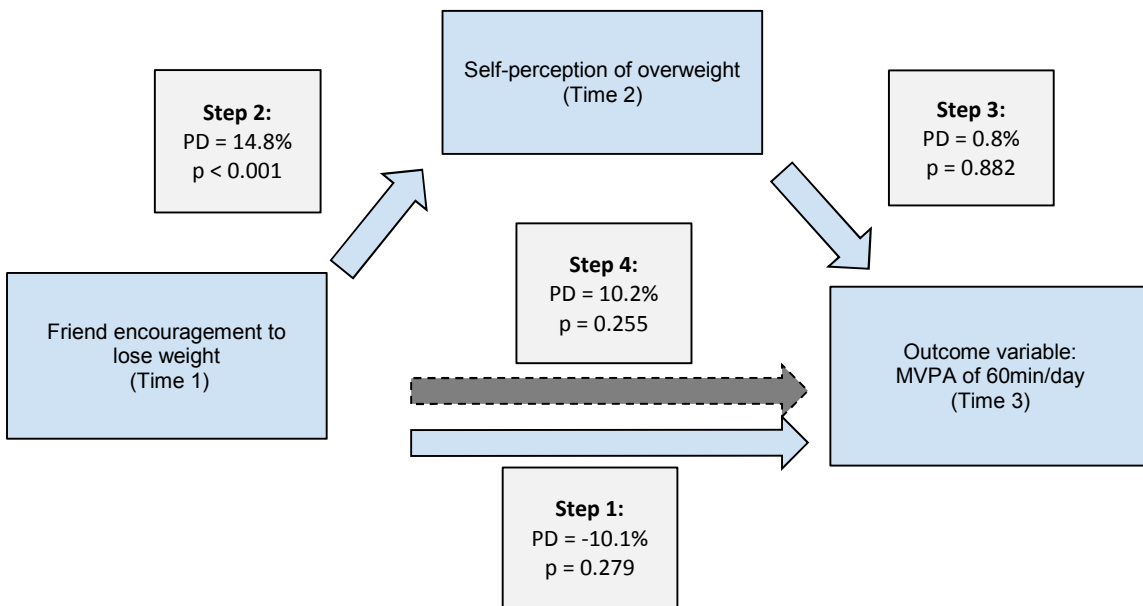 Self-perception of overweight
(Time 2)
Step 2:
PD = 14.8%
p < 0.001
Step 3:
PD = 0.8%
p = 0.882
Step 4:
PD = 10.2%
p = 0.255
Friend encouragement to
lose weight
(Time 1)
Outcome variable:
MVPA of 60min/day
(Time 3)
Step 1:
PD = -10.1%
p = 0.279